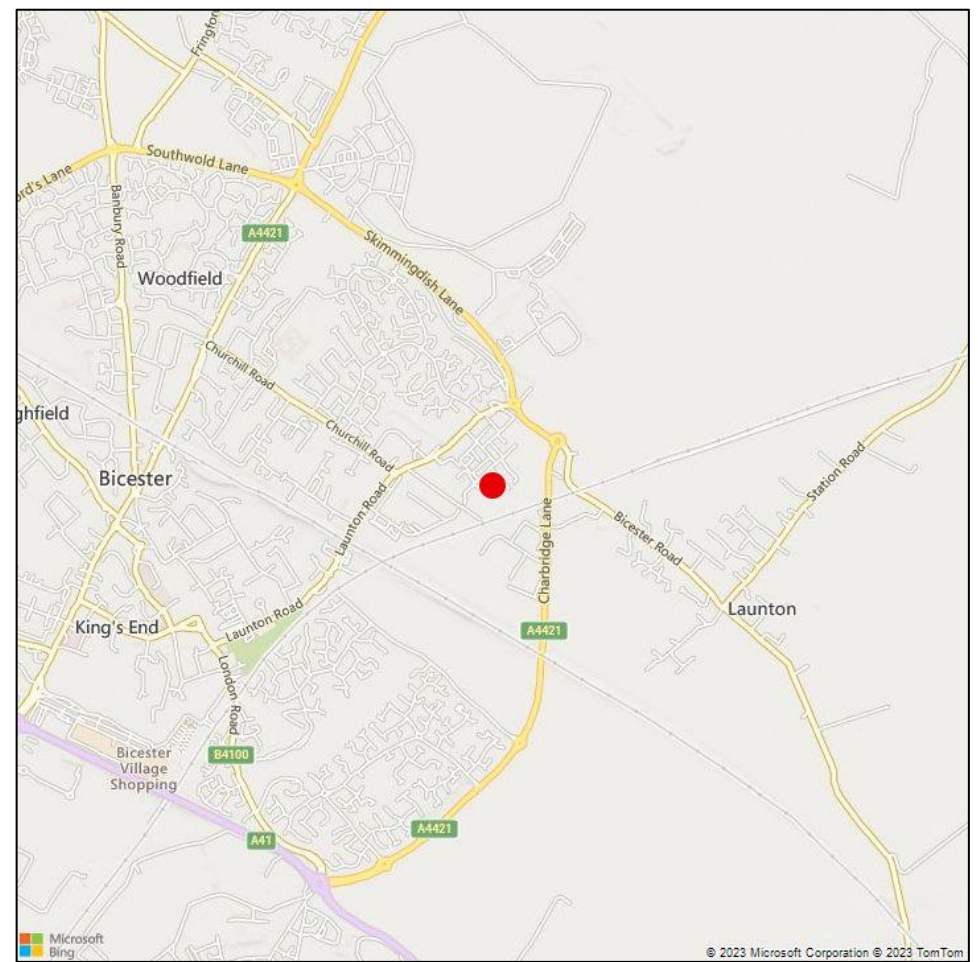 Fringfor
Southwold Lane
ord's Lane
Banbury Road
A4421
Skimmingdish Lane
Woodfield
Churchill Road
ghfield
Churchill Road
Bicester
Station Road
Launton Road
Bicester Road
Charbridge Lane
Launton
Launton Road
King's End
A4421
London Road
B4100
Bicester
Village
Shopping
A4421
A41
Microsoft
Bing
© 2023 Microsoft Corporation © 2023 TomTom